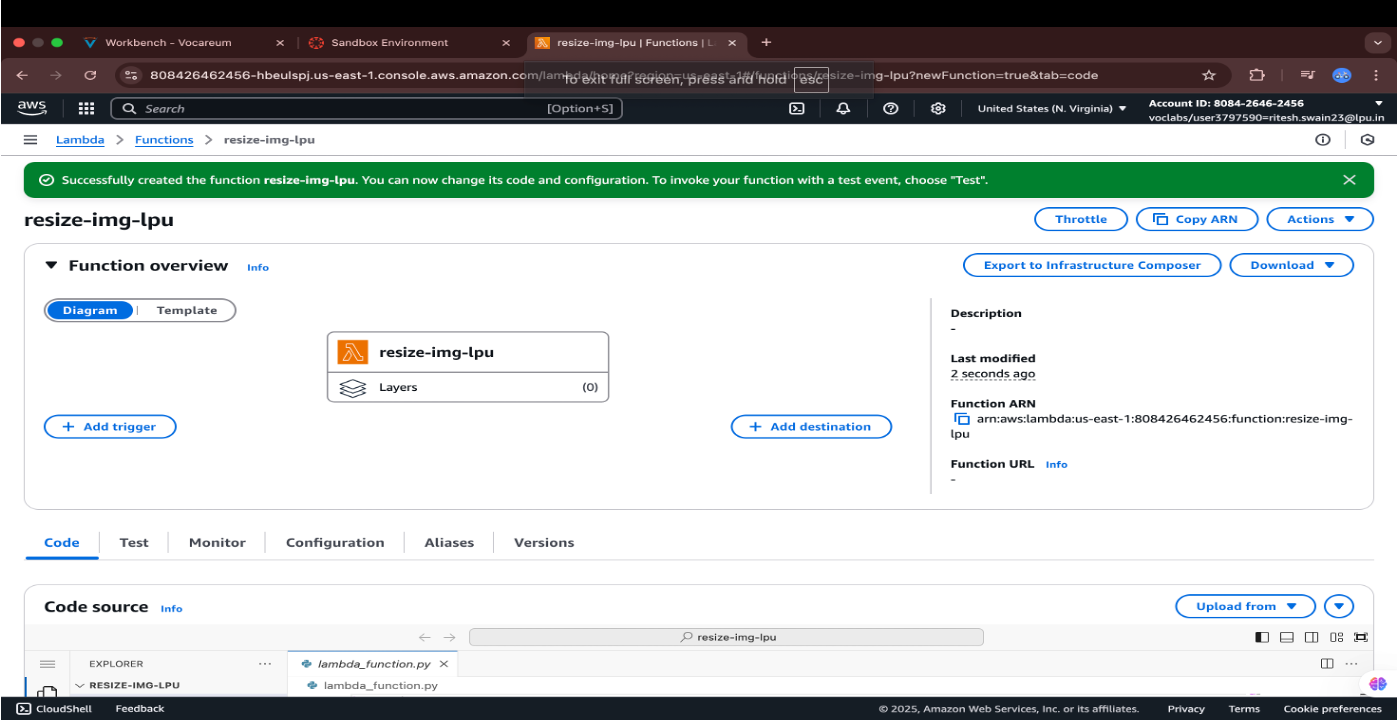 Workbench - Vocareum
Sandbox Environment
resize-img-lpu | Functions | L
808426462456-hbeulspj.us-east-1.console.aws.amazon.com/lambda/home?region=us-east-1#/functions/resize-img-lpu?newFunction=true&tab=code
To exit full screen, press and hold esc
aws
Search
[Option+S]
United States (N. Virginia)
Account ID: 8084-2646-2456
voclabs/user3797590=ritesh.swain23@lpu.in
Lambda > Functions > resize-img-lpu
Successfully created the function resize-img-lpu. You can now change its code and configuration. To invoke your function with a test event, choose "Test".
resize-img-lpu
Throttle
Copy ARN
Actions
Function overview
Info
Export to Infrastructure Composer
Download
Diagram
Template
resize-img-lpu
Layers
(0)
+ Add trigger
+ Add destination
Description
-
Last modified
2 seconds ago
Function ARN
arn:aws:lambda:us-east-1:808426462456:function:resize-img-
lpu
Function URL Info
-
Code
Test
Monitor
Configuration
Aliases
Versions
Code source
Info
Upload from
resize-img-lpu
EXPLORER
lambda_function.py
RESIZE-IMG-LPU
lambda_function.py
CloudShell
Feedback
© 2025, Amazon Web Services, Inc. or its affiliates.
Privacy
Terms
Cookie preferences